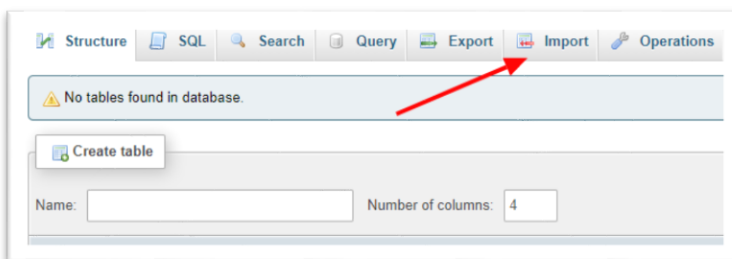 Structure SQL Search Query Export Import Operations
No tables found in database.
Create table
Name: Number of columns: 4